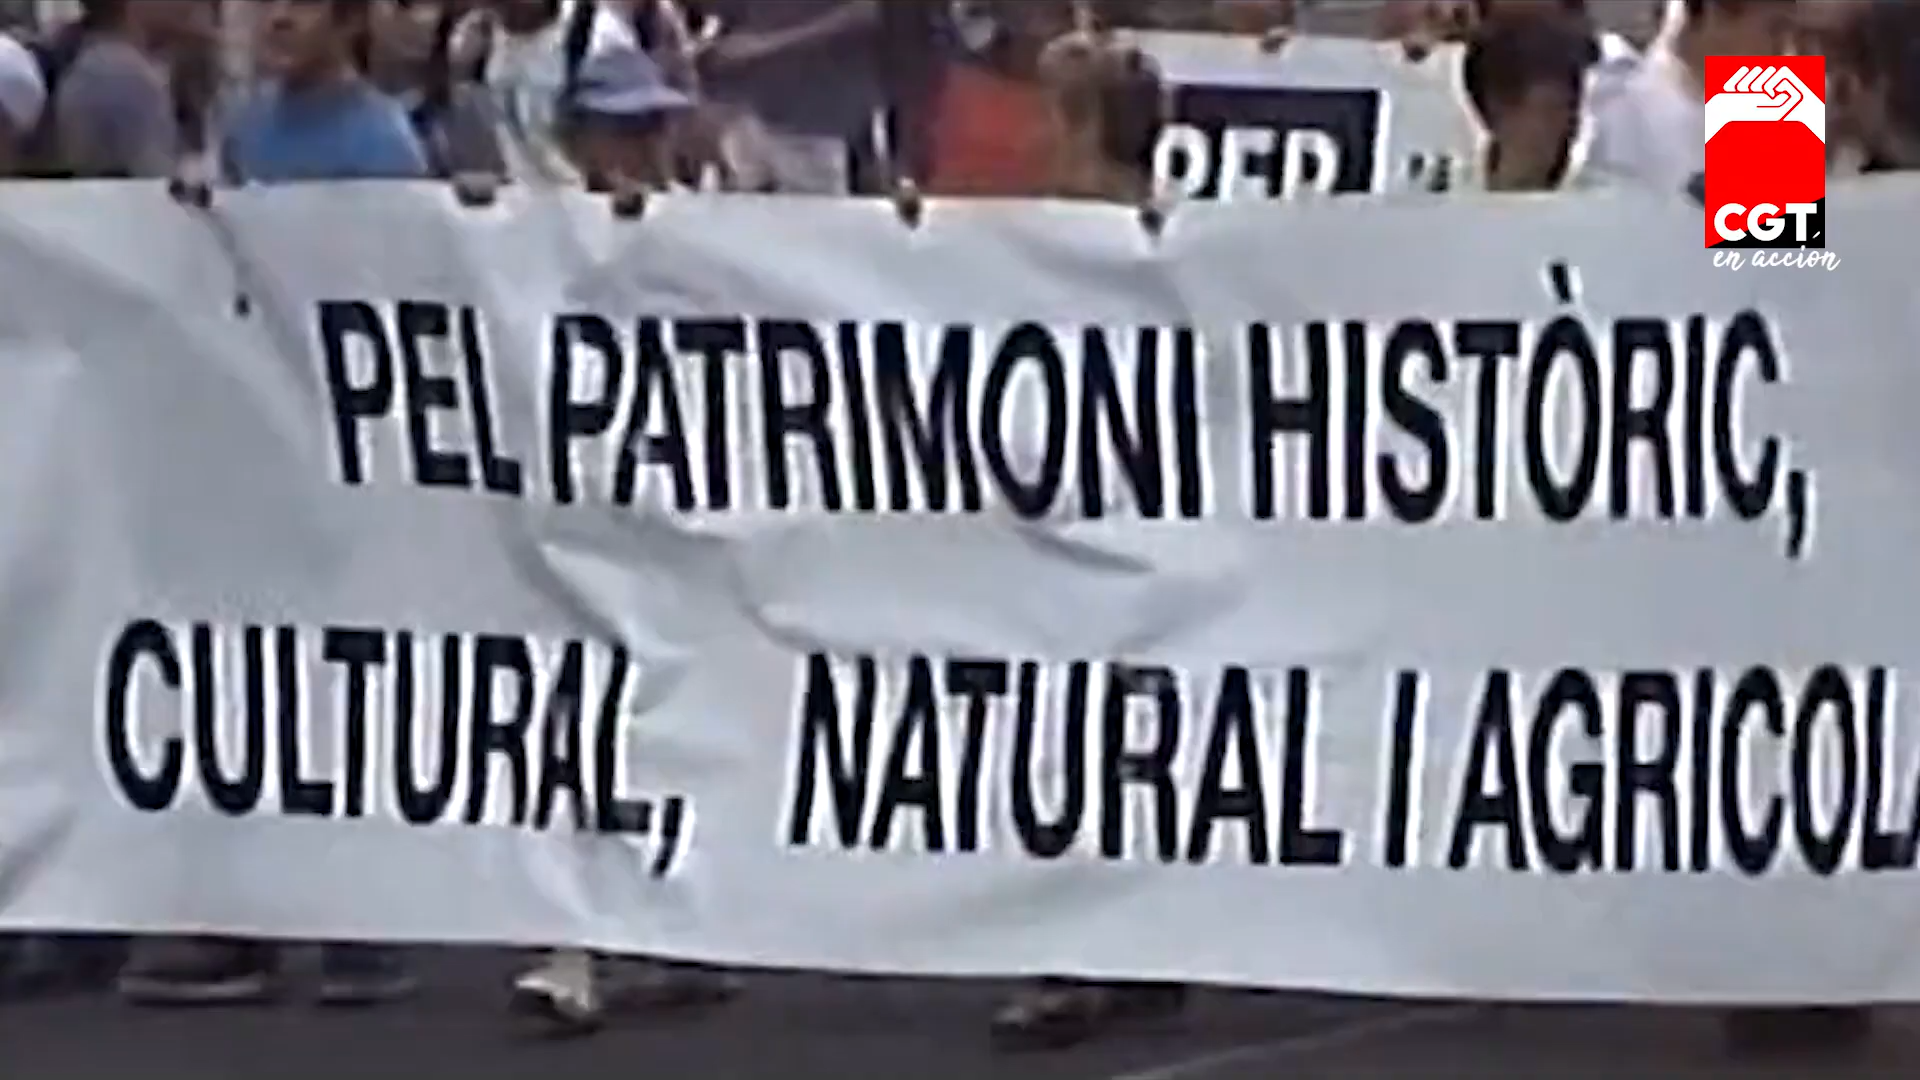 PEL PATRIMONI HISTÒRIC,
CULTURAL, NATURAL I AGRICOLA
CGT
en acción